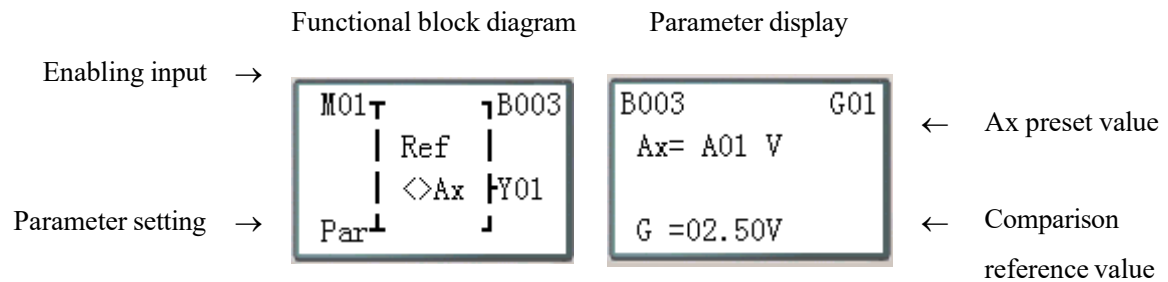 Functional block diagram Parameter display
Enabling input →
M01 B003
B003 G01
Ref
Ax= A01 V
← Ax preset value
<>Ax Y01
Parameter setting →
Par
G =02.50V
← Comparison
reference value